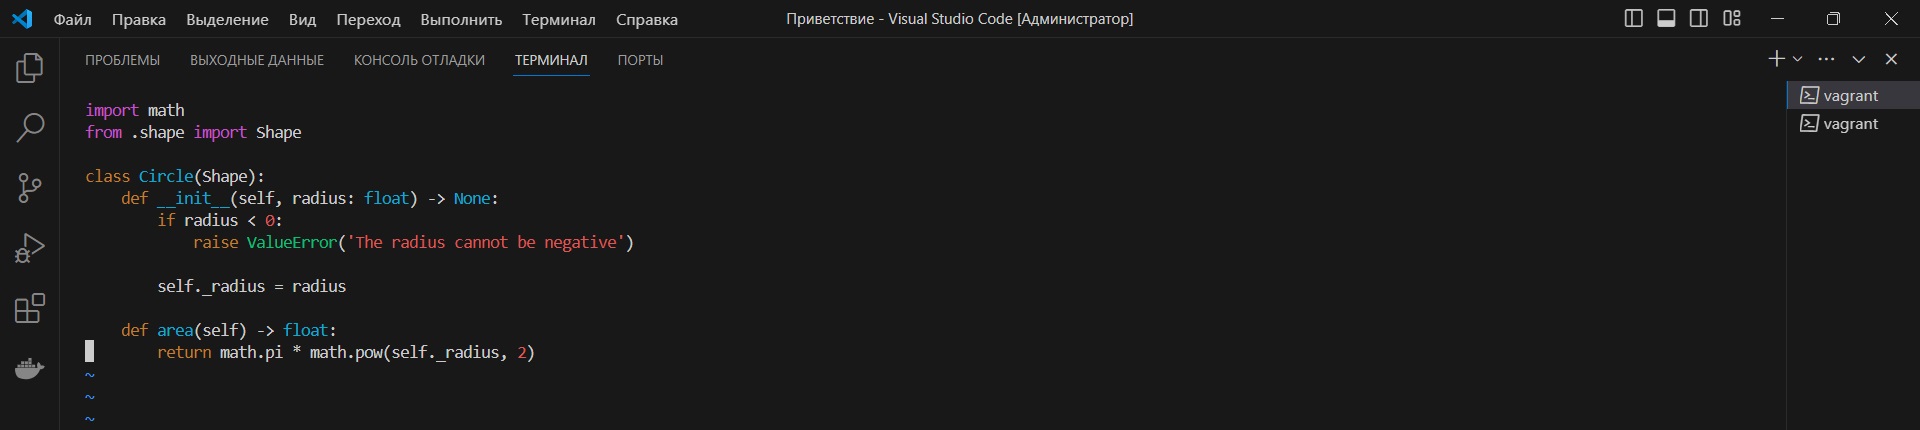 Файл Правка Выделение Вид Переход Выполнить Терминал Справка Приветствие - Visual Studio Code [Администратор]
ПРОБЛЕМЫ ВЫХОДНЫЕ ДАННЫЕ КОНСОЛЬ ОТЛАДКИ ТЕРМИНАЛ ПОРТЫ
import math
from .shape import Shape
class Circle(Shape):
    def __init__(self, radius: float) -> None:
        if radius < 0:
            raise ValueError('The radius cannot be negative')
        self._radius = radius
    def area(self) -> float:
        return math.pi * math.pow(self._radius, 2)
~
~
~
vagrant
vagrant